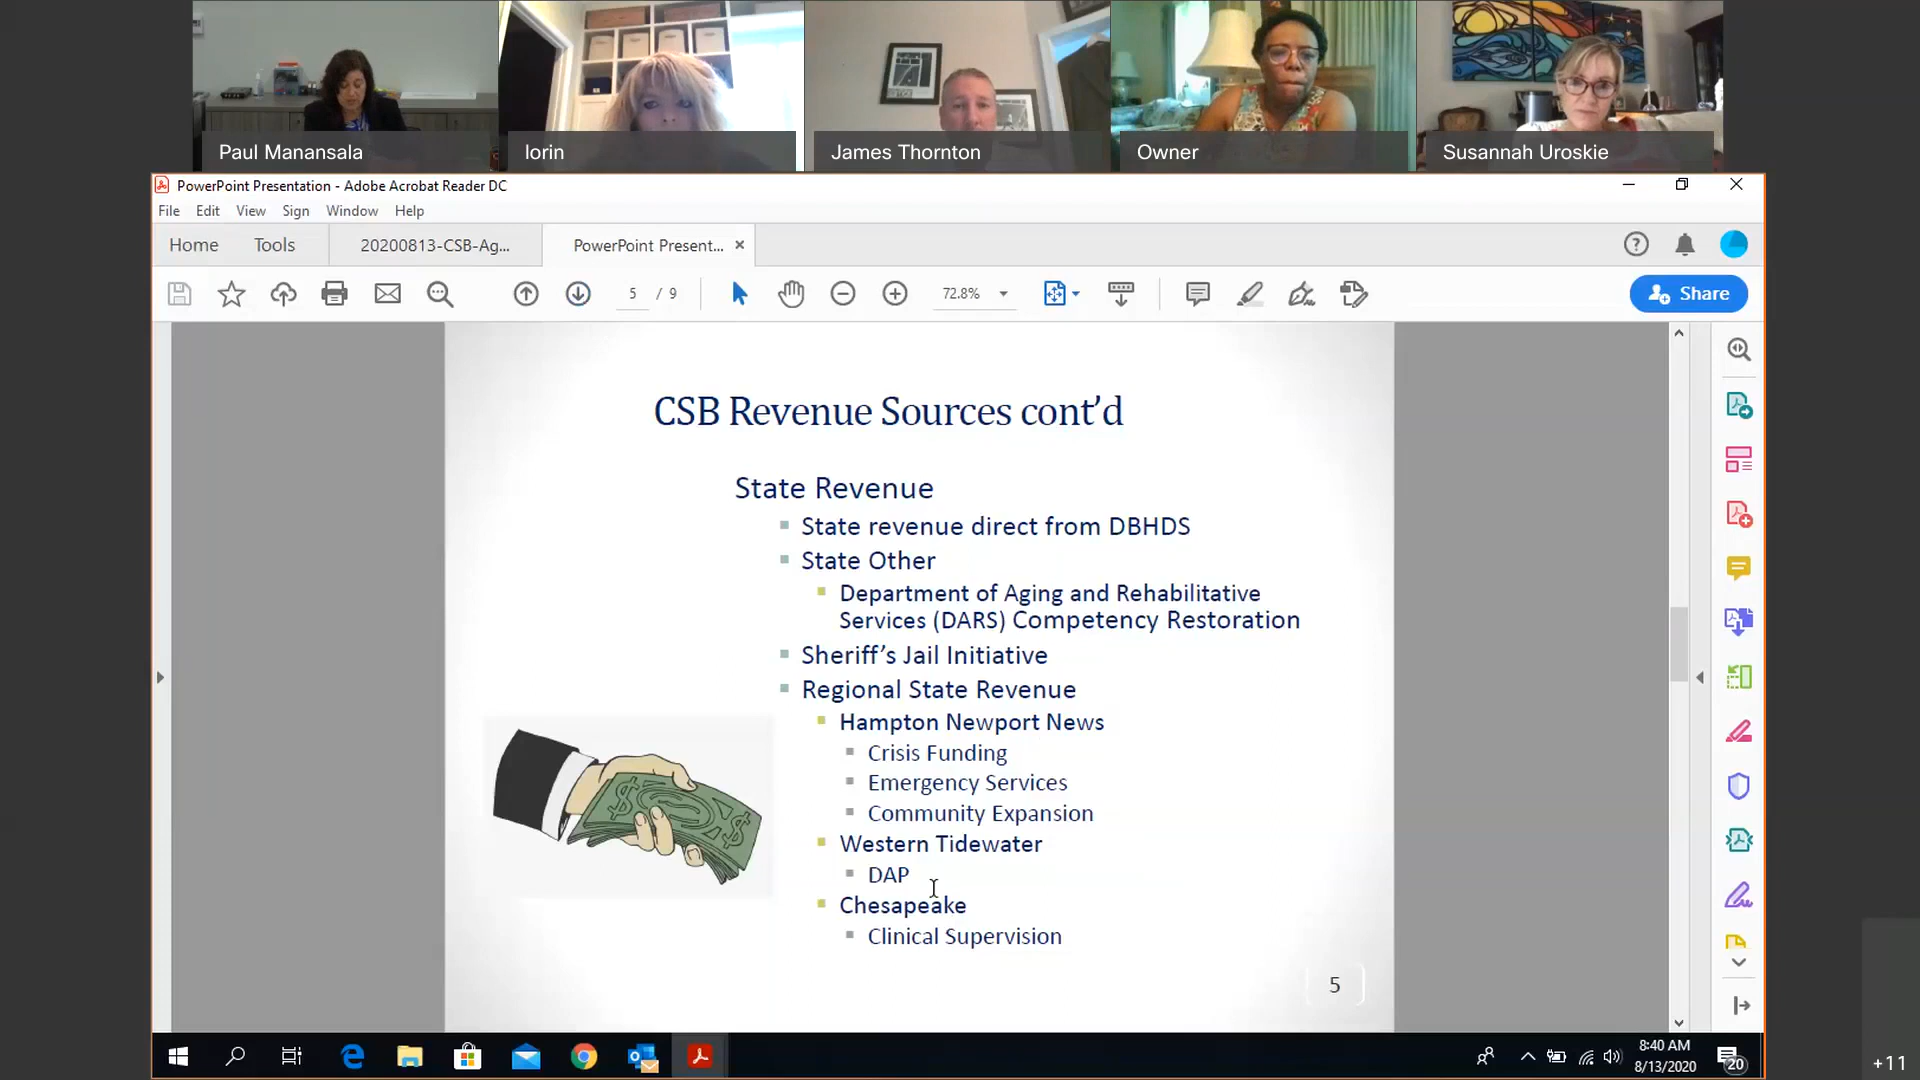 Paul Manansala
lorin
James Thornton
Owner
Susannah Uroskie
PowerPoint Presentation - Adobe Acrobat Reader DC
File Edit View Sign Window Help
Home Tools 20200813-CSB-Ag... PowerPoint Present... ×
5 / 9 72.8% Share
CSB Revenue Sources cont'd
State Revenue
State revenue direct from DBHDS
State Other
Department of Aging and Rehabilitative
Services (DARS) Competency Restoration
Sheriff's Jail Initiative
Regional State Revenue
Hampton Newport News
Crisis Funding
Emergency Services
Community Expansion
Western Tidewater
DAP
Chesapeake
Clinical Supervision
5
8:40 AM
8/13/2020
20
+11